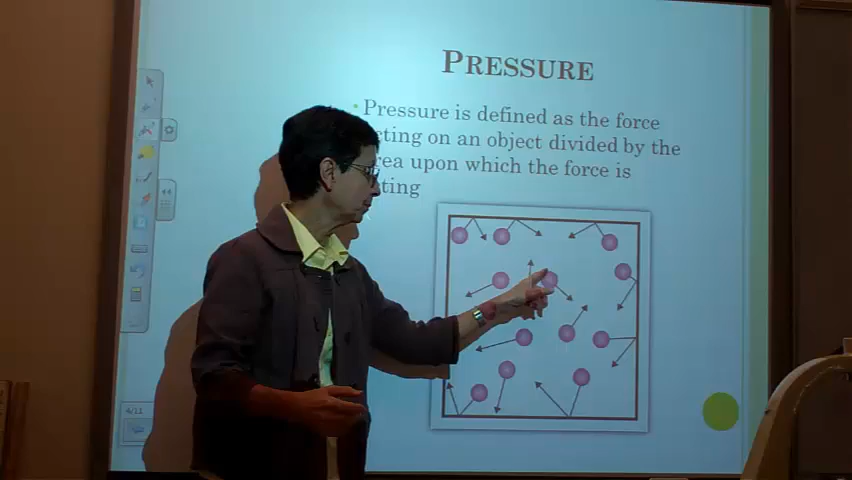 PRESSURE
Pressure is defined as the force
on an object divided by the
upon which the force is
4/11